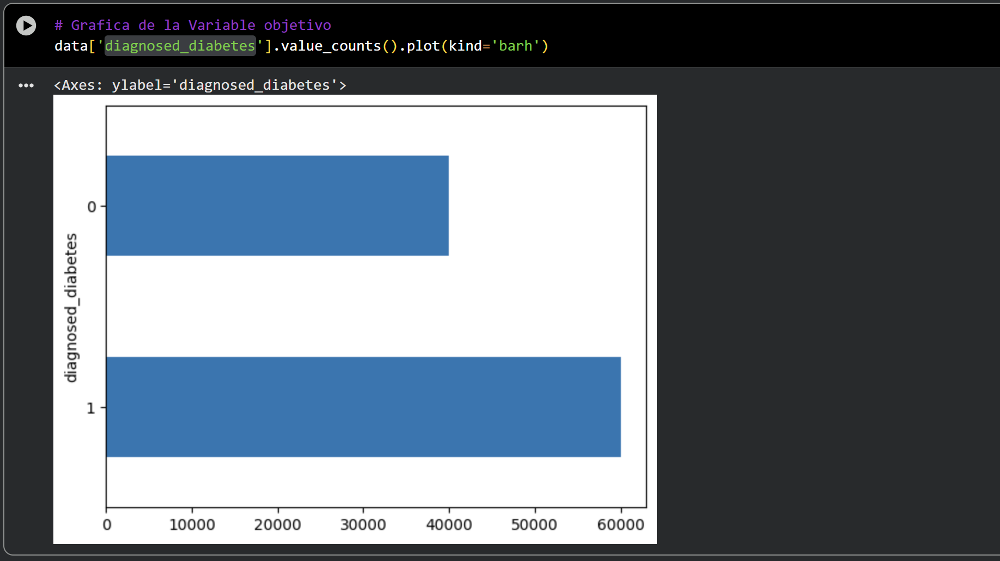 # Grafica de la Variable objetivo
data['diagnosed_diabetes'].value_counts().plot(kind='barh')
<Axes: ylabel='diagnosed_diabetes'>
diagnosed_diabetes
0
1
0 10000 20000 30000 40000 50000 60000